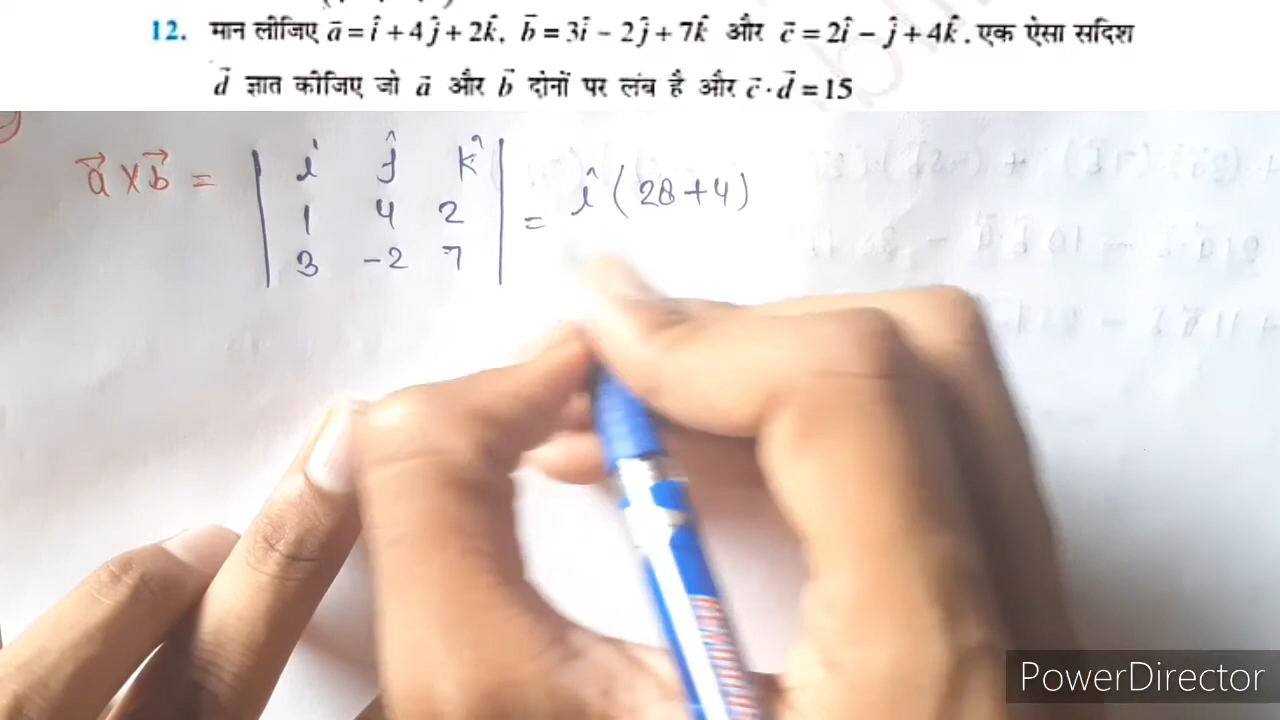 12. मान लीजिए a⃗ = î + 4ĵ + 2k̂, b⃗ = 3î − 2ĵ + 7k̂ और c⃗ = 2î − ĵ + 4k̂. एक ऐसा सदिश
d⃗ ज्ञात कीजिए जो a⃗ और b⃗ दोनों पर लंब है और c⃗ · d⃗ = 15
a⃗ × b⃗ = | î ĵ k̂ | = î (28+4)
| 1 4 2 |
| 3 -2 7 |
PowerDirector